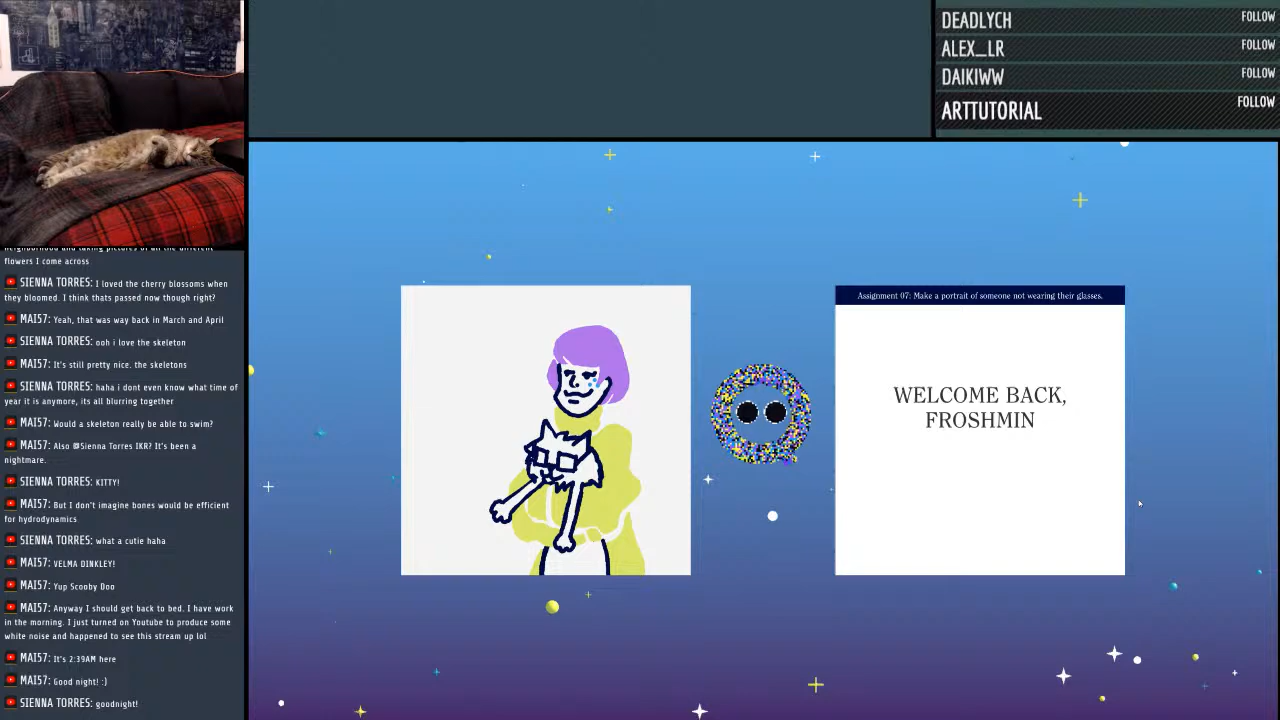 DEADLYCH FOLLOW
ALEX_LR FOLLOW
DAIKIWW FOLLOW
ARTTUTORIAL FOLLOW
neighborhood and taking pictures of all the different
flowers I come across
SIENNA TORRES: I loved the cherry blossoms when
they bloomed. I think thats passed now though right?
MAI57: Yeah, that was way back in March and April
SIENNA TORRES: ooh i love the skeleton
MAI57: It's still pretty nice. the skeletons
SIENNA TORRES: haha i dont even know what time of
year it is anymore, its all blurring together
MAI57: Would a skeleton really be able to swim?
MAI57: Also @Sienna Torres IKR? It's been a
nightmare.
SIENNA TORRES: KITTY!
MAI57: But I don't imagine bones would be efficient
for hydrodynamics
SIENNA TORRES: what a cutie haha
MAI57: VELMA DINKLEY!
MAI57: Yup Scooby Doo
MAI57: Anyway I should get back to bed. I have work
in the morning. I just turned on Youtube to produce some
white noise and happened to see this stream up lol
MAI57: It's 2:39AM here
MAI57: Good night! :)
SIENNA TORRES: goodnight!
Assignment 07: Make a portrait of someone not wearing their glasses.
WELCOME BACK,
FROSHMIN